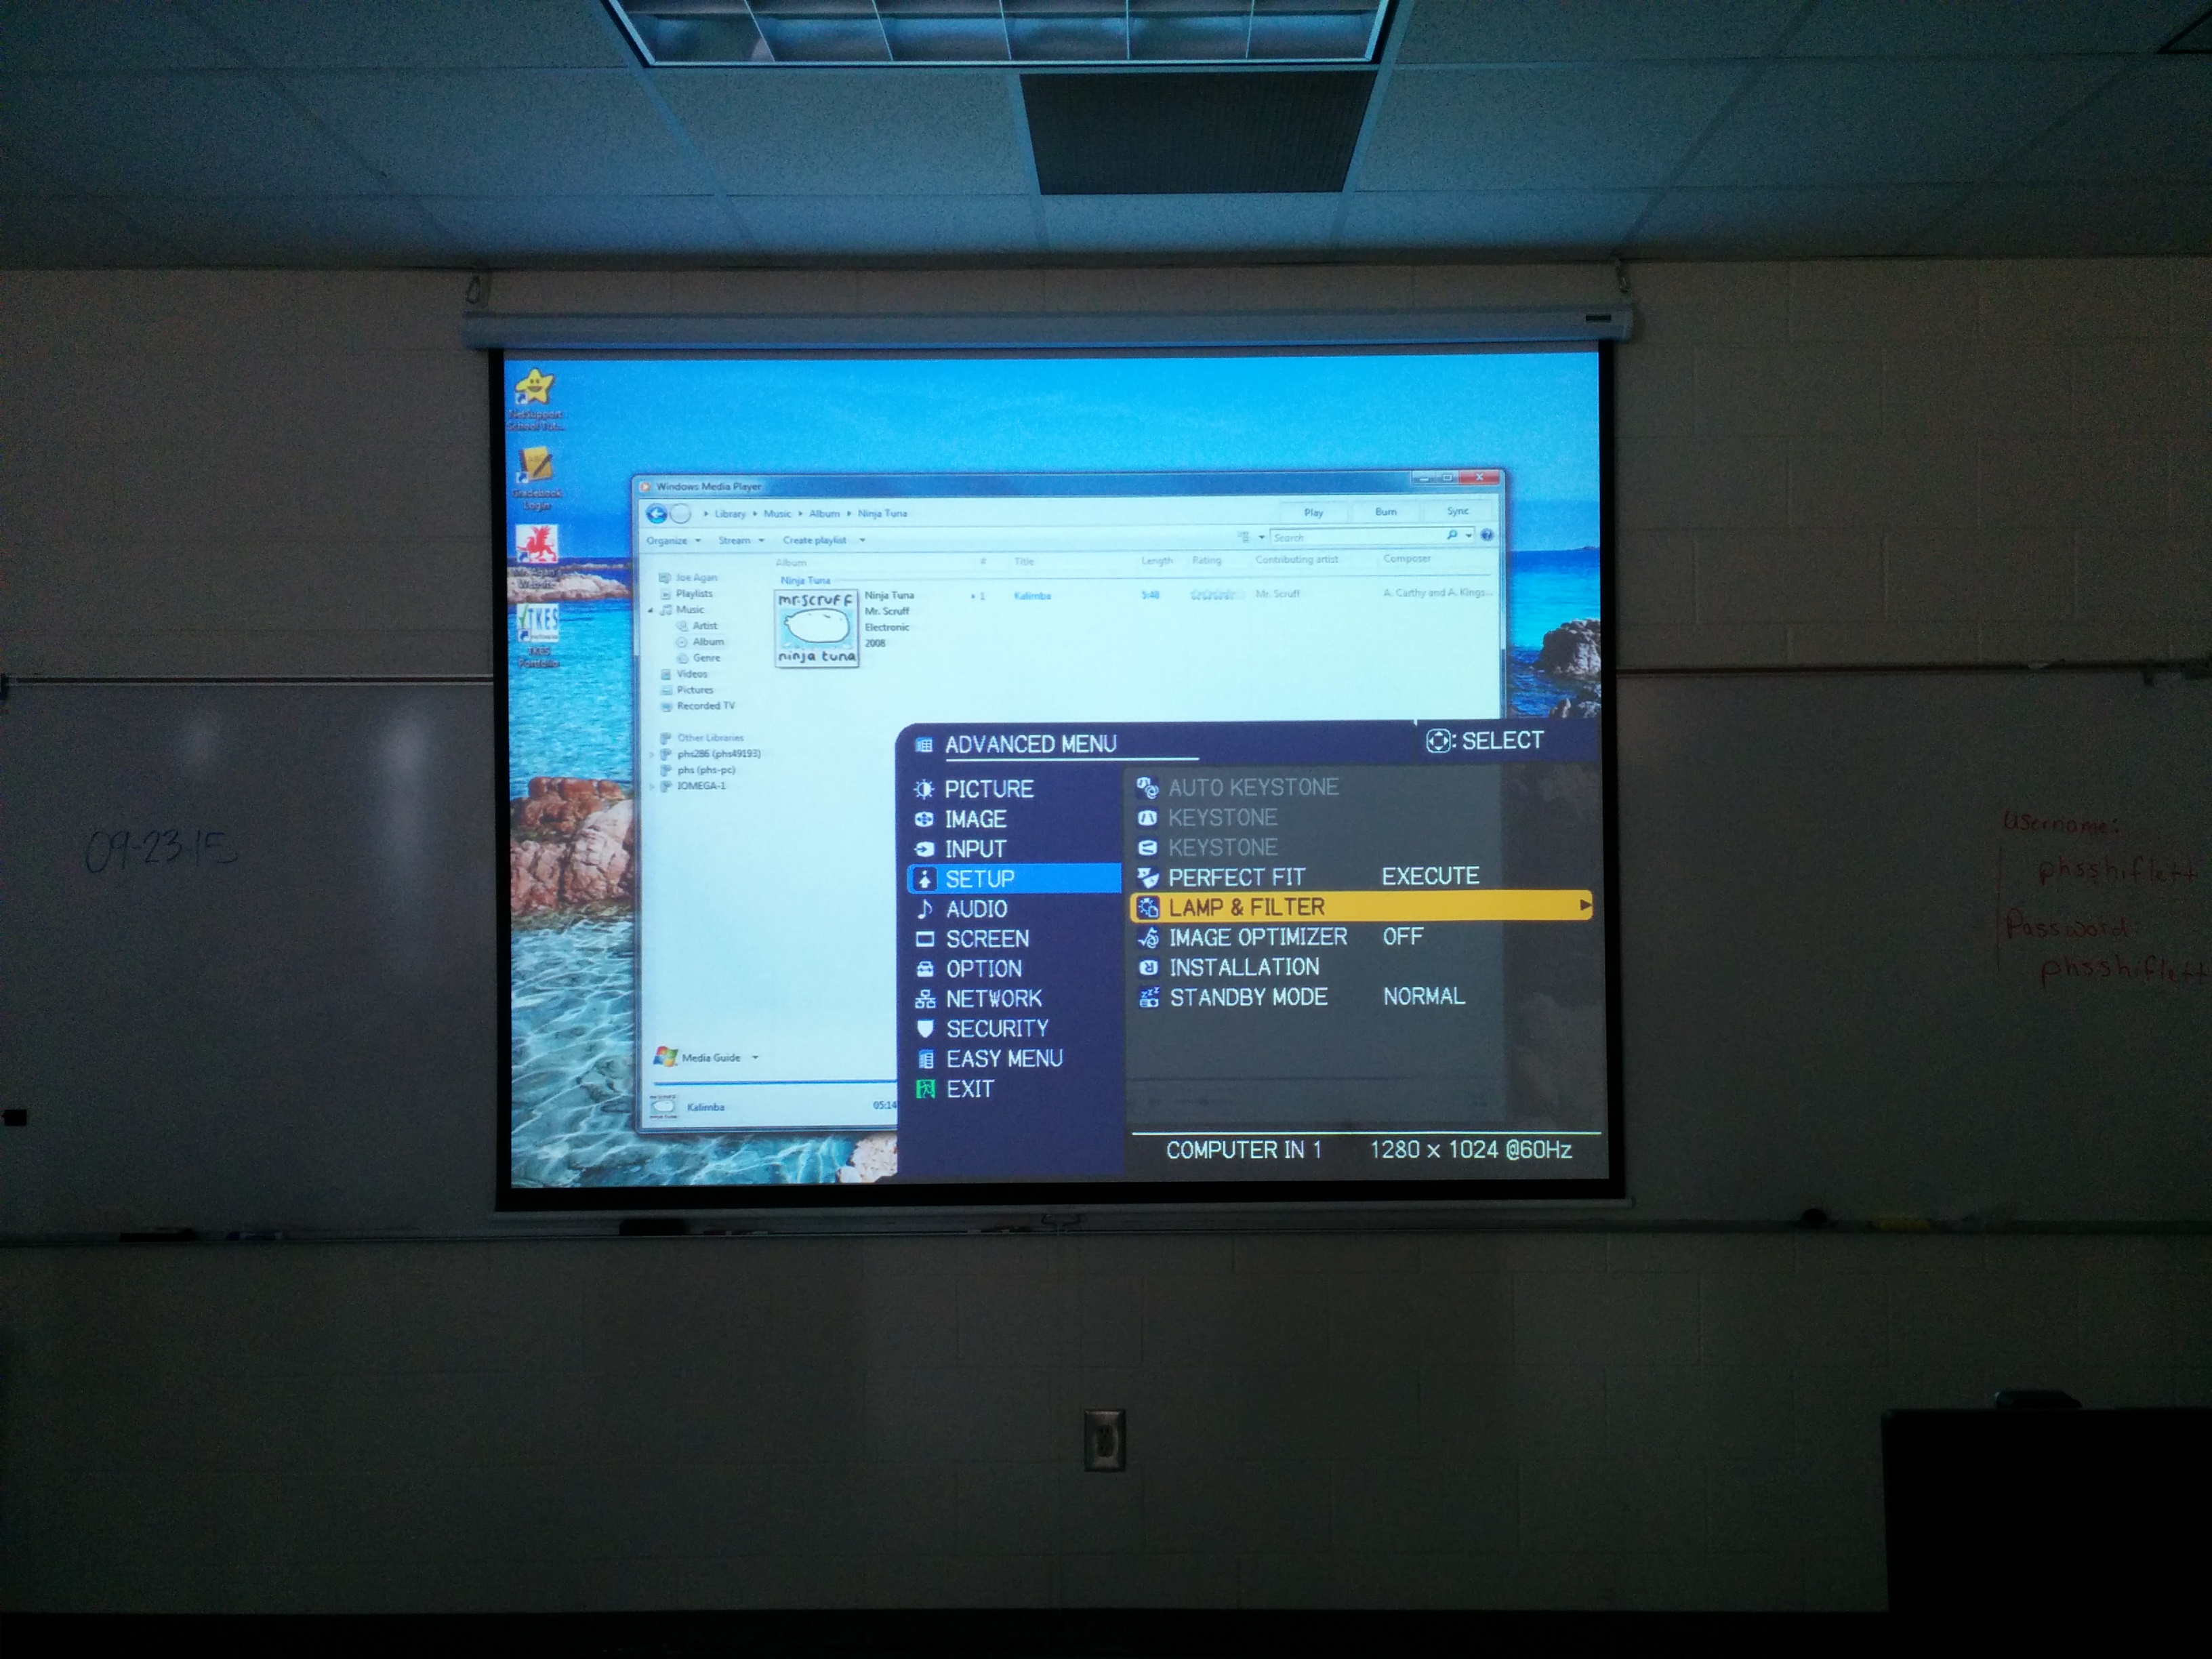 NetSupport
School Tut...
Gradebook
Login
TKES
TKES
Portfolio
Windows Media Player
Library Music Album Ninja Tuna
Play Burn Sync
Organize Stream Create playlist
Search
Album # Title Length Rating Contributing artist Composer
Ninja Tuna
mr.scruff
ninja tuna
Ninja Tuna
Mr. Scruff
Electronic
2008
1 Kalimba 5:48 Mr. Scruff A. Carthy and A. Kings...
Joe Agan
Playlists
Music
Artist
Album
Genre
Videos
Pictures
Recorded TV
Other Libraries
phs286 (phs49193)
phs (phs-pc)
IOMEGA-1
Media Guide
Kalimba 05:14
ADVANCED MENU : SELECT
PICTURE
IMAGE
INPUT
SETUP
AUDIO
SCREEN
OPTION
NETWORK
SECURITY
EASY MENU
EXIT
AUTO KEYSTONE
KEYSTONE
KEYSTONE
PERFECT FIT EXECUTE
LAMP & FILTER
IMAGE OPTIMIZER OFF
INSTALLATION
STANDBY MODE NORMAL
COMPUTER IN 1 1280 x 1024 @60Hz
09-23-15
Username:
phsshiflett
Password:
phsshiflett